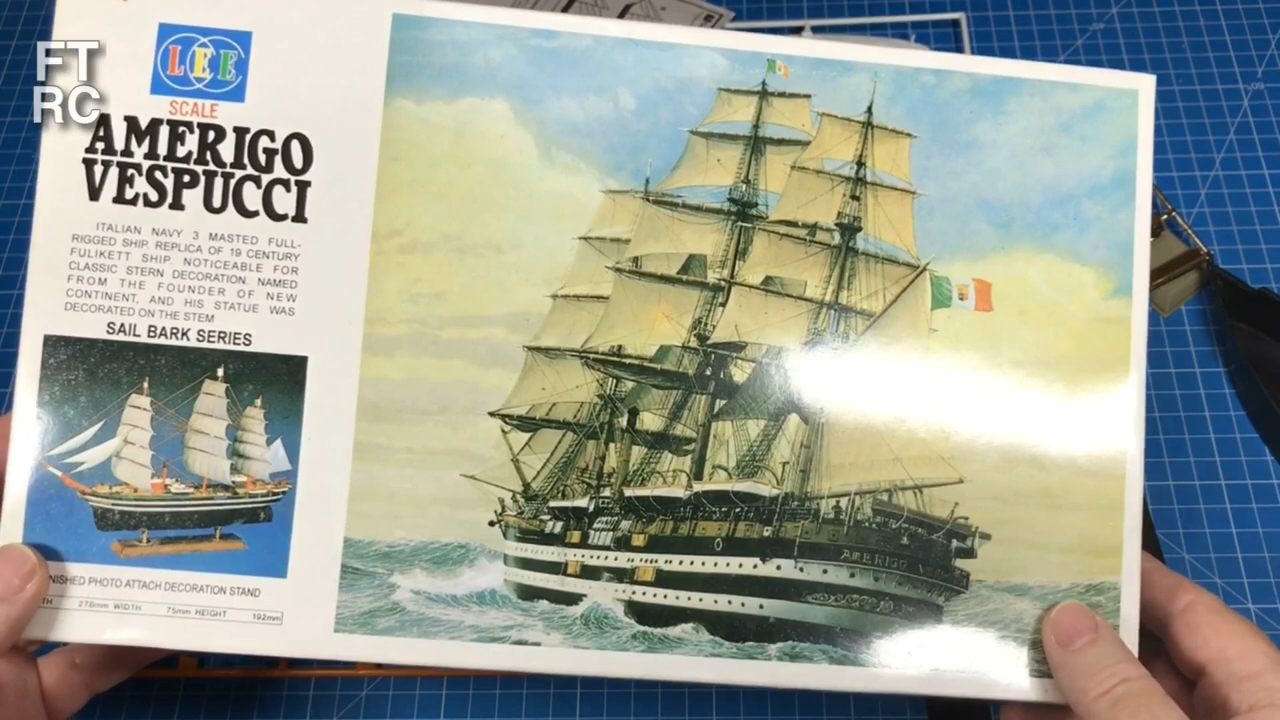 FT
RC
LEE
SCALE
AMERIGO
VESPUCCI
ITALIAN NAVY 3 MASTED FULL-
RIGGED SHIP. REPLICA OF 19 CENTURY
FULIKETT SHIP. NOTICEABLE FOR
CLASSIC STERN DECORATION. NAMED
FROM THE FOUNDER OF NEW
CONTINENT, AND HIS STATUE WAS
DECORATED ON THE STEM
SAIL BARK SERIES
NISHED PHOTO ATTACH DECORATION STAND
TH 278mm WIDTH 75mm HEIGHT 192mm
AMERIGO